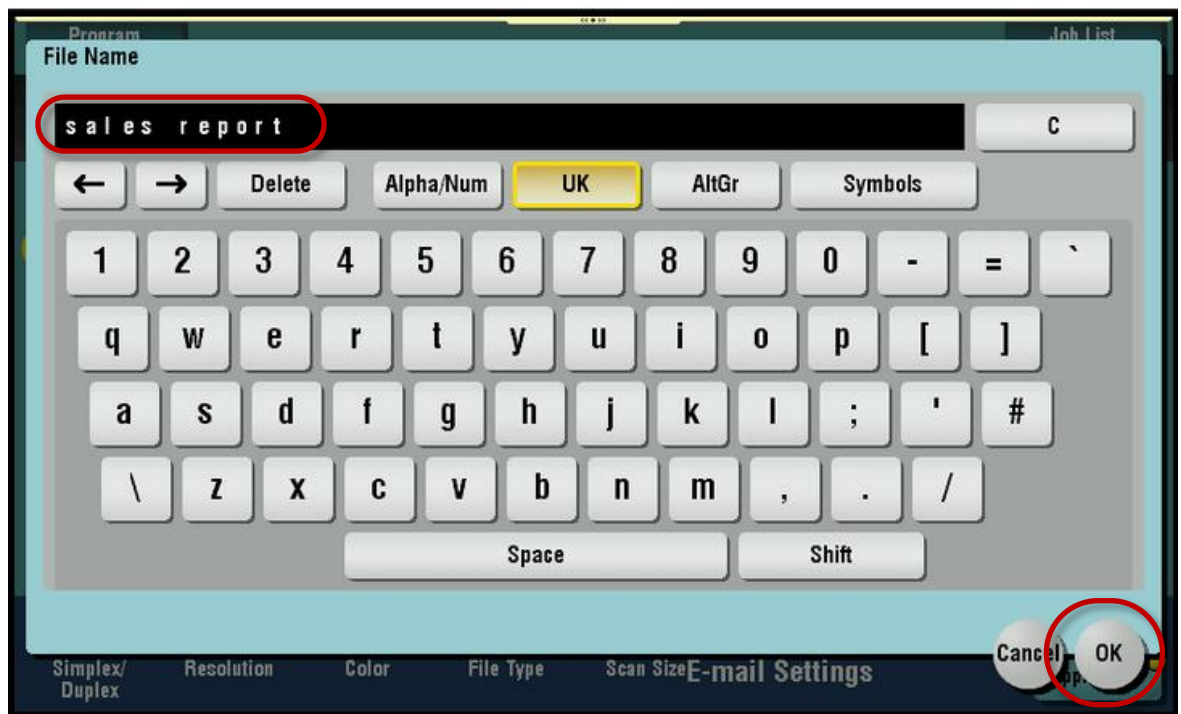 Program Job List
File Name
sales report C
← → Delete Alpha/Num UK AltGr Symbols
1 2 3 4 5 6 7 8 9 0 - = `
q w e r t y u i o p [ ]
a s d f g h j k l ; ' #
\ z x c v b n m , . /
Space Shift
Cancel OK
Simplex/ Resolution Color File Type Scan Size E-mail Settings
Duplex